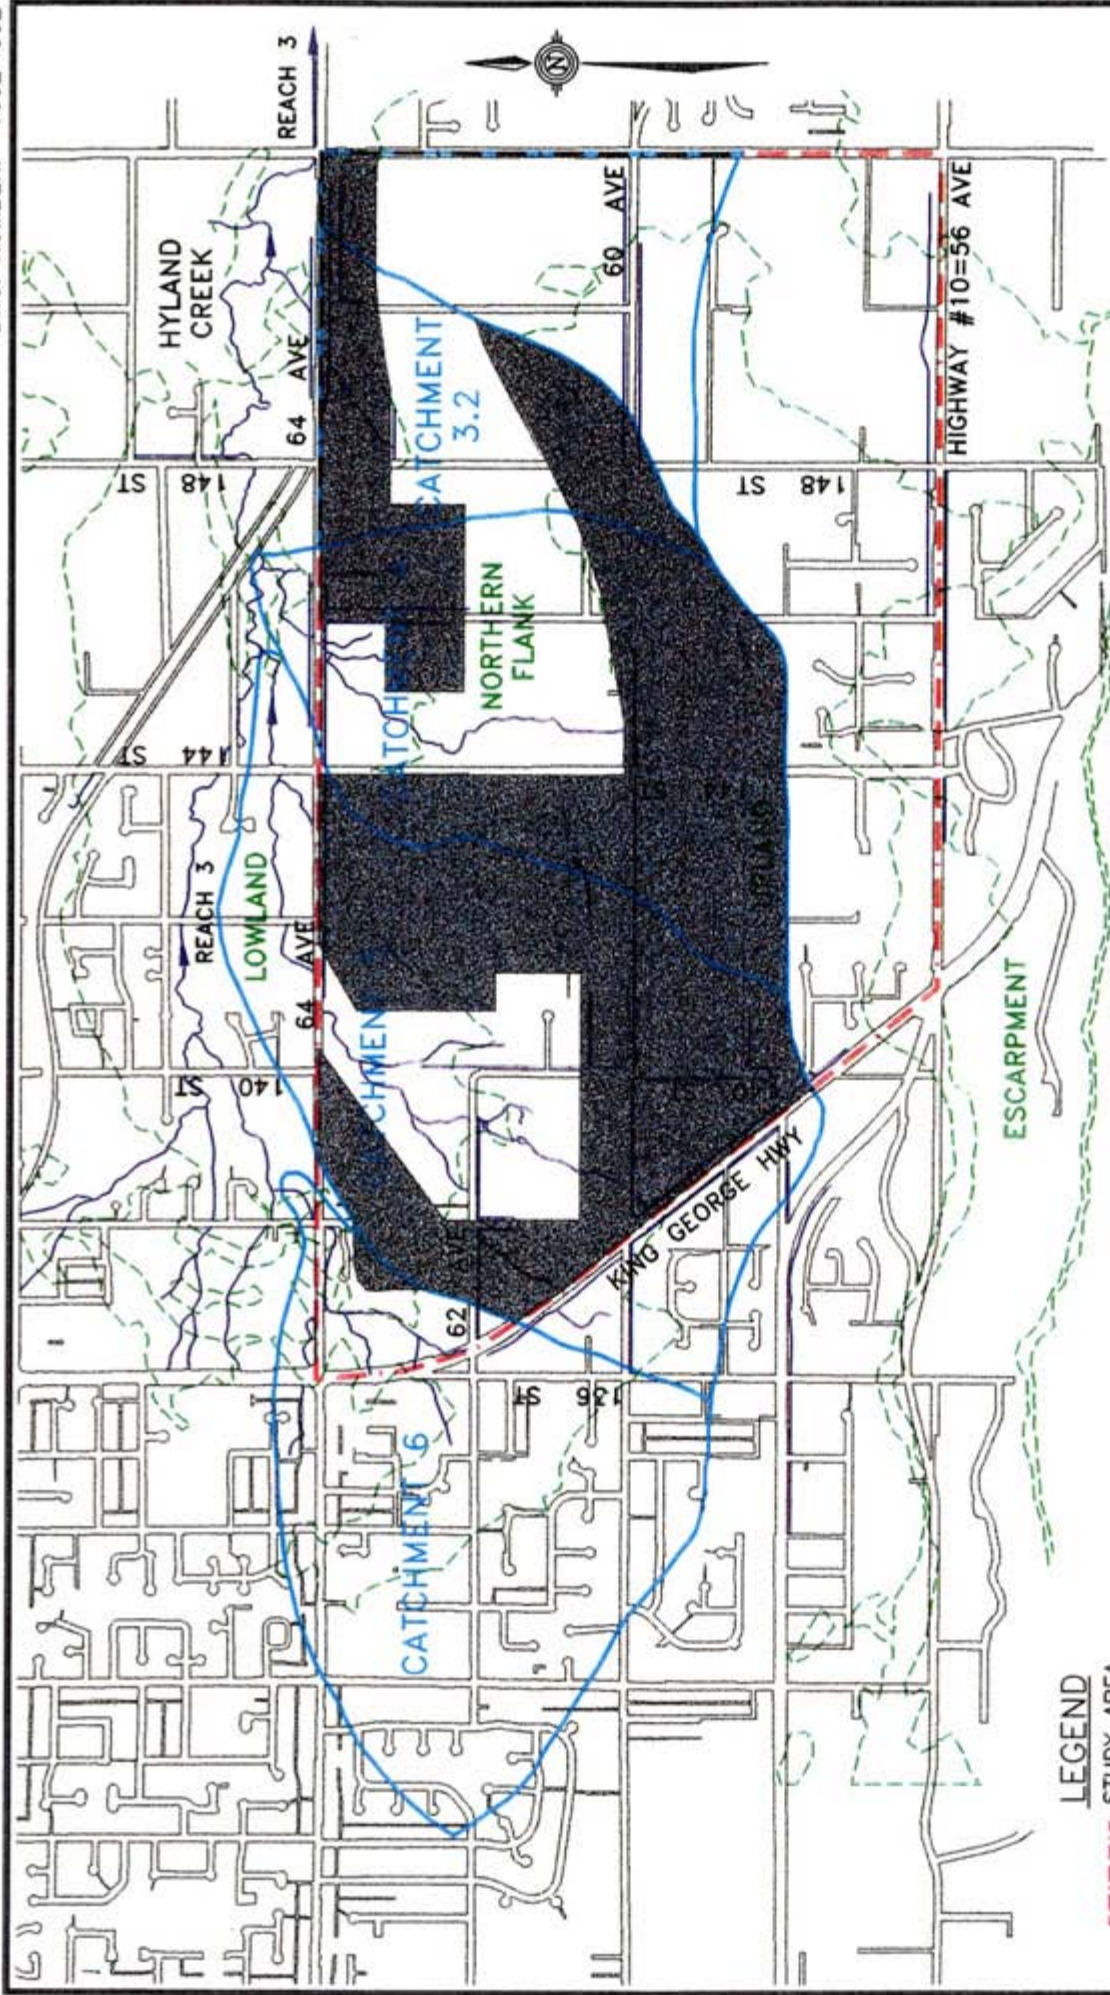 REACH 3
N
HYLAND
CREEK
64 AVE
60 AVE
HIGHWAY #10=56 AVE
CATCHMENT
3.2
148 ST
148 ST
NORTHERN
FLANK
144 ST
REACH 3
LOWLAND
64 AVE
UPLAND
140 ST
ESCARPMENT
KING GEORGE HWY
62 AVE
136 ST
CATCHMENT 6
LEGEND
STUDY AREA